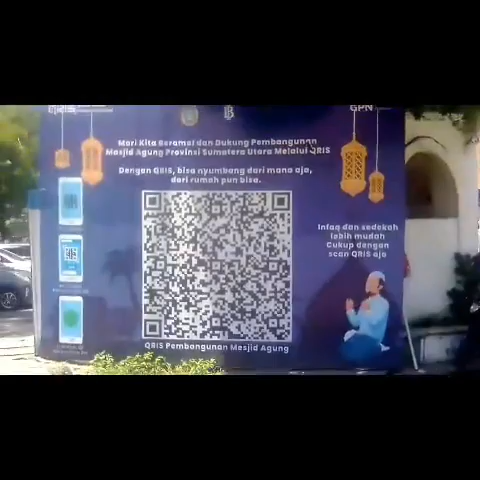 QRIS
GPN
Mari Kita Beramal dan Dukung Pembangunan
Masjid Agung Provinsi Sumatera Utara Melalui QRIS
Dengan QRIS, bisa nyumbang dari mana aja,
dari rumah pun bisa.
Infaq dan sedekah
lebih mudah
Cukup dengan
scan QRIS aja
QRIS Pembangunan Mesjid Agung